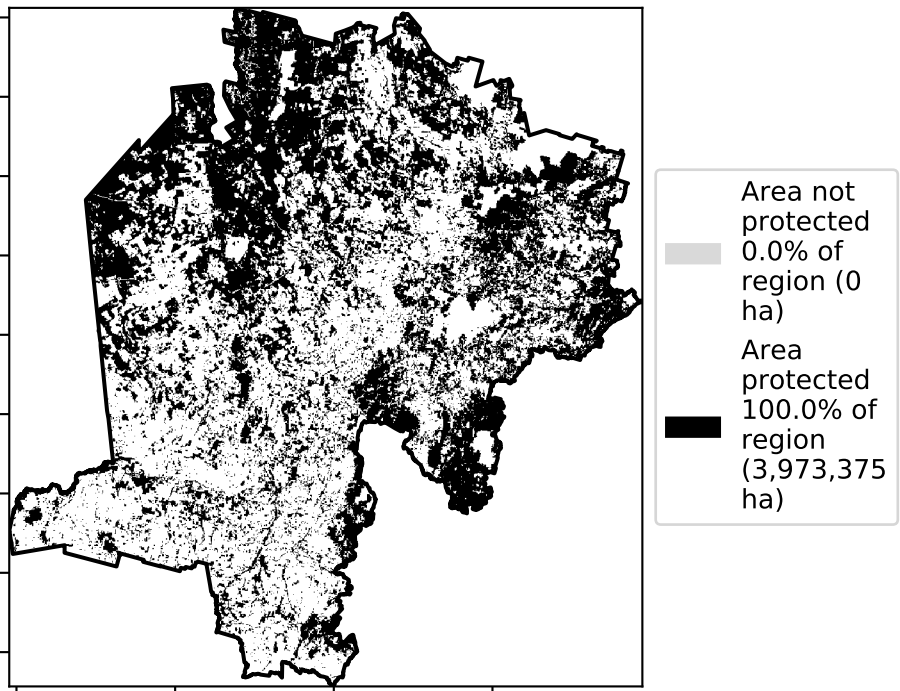 Area not
protected
0.0% of
region (0
ha)
Area
protected
100.0% of
region
(3,973,375
ha)